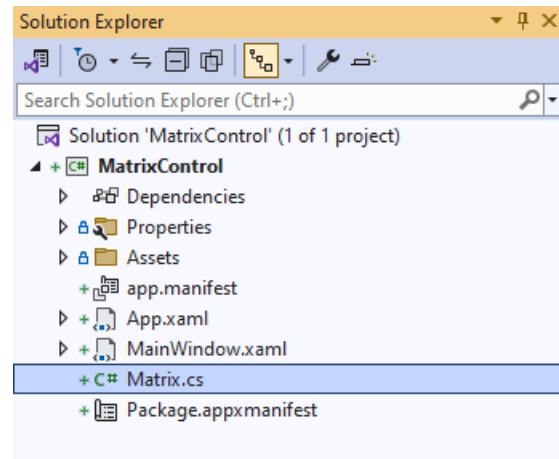 Solution Explorer
Search Solution Explorer (Ctrl+;)
Solution 'MatrixControl' (1 of 1 project)
+ C# MatrixControl
Dependencies
Properties
Assets
+ app.manifest
+ App.xaml
+ MainWindow.xaml
+ C# Matrix.cs
+ Package.appxmanifest